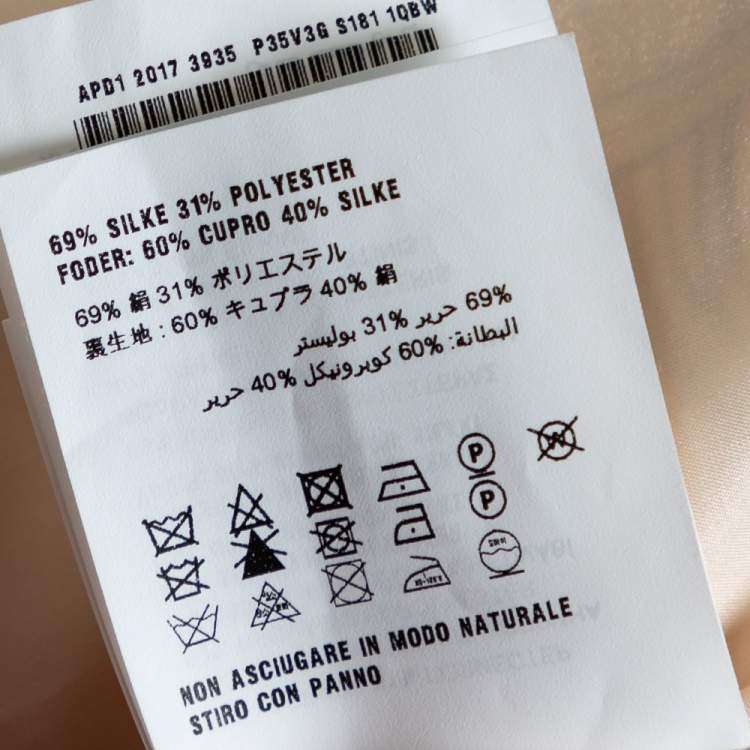 APD1 2017 3935 P35V3G S181 1QBW
69% SILKE 31% POLYESTER
FODER: 60% CUPRO 40% SILKE
69% 絹 31% ポリエステル
裏生地 : 60% キュプラ 40% 絹
69% حرير 31% بوليستر
البطانة: 60% كوبرونيكل 40% حرير
P
W
P
NON ASCIUGARE IN MODO NATURALE
STIRO CON PANNO